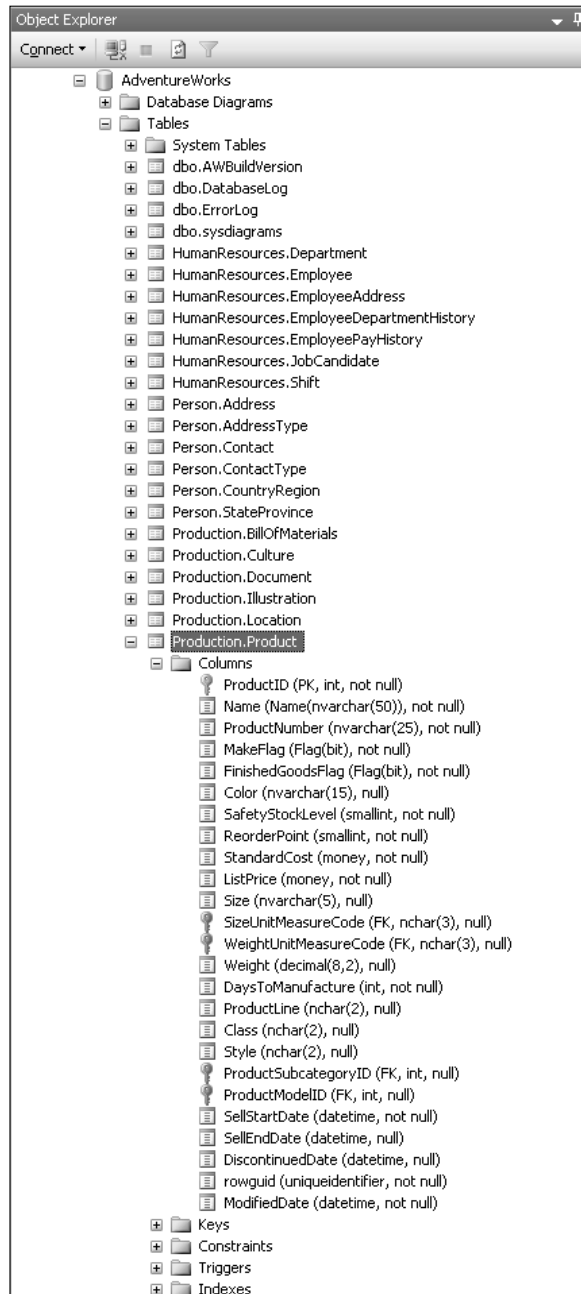 Object Explorer
Connect
AdventureWorks
Database Diagrams
Tables
System Tables
dbo.AWBuildVersion
dbo.DatabaseLog
dbo.ErrorLog
dbo.sysdiagrams
HumanResources.Department
HumanResources.Employee
HumanResources.EmployeeAddress
HumanResources.EmployeeDepartmentHistory
HumanResources.EmployeePayHistory
HumanResources.JobCandidate
HumanResources.Shift
Person.Address
Person.AddressType
Person.Contact
Person.ContactType
Person.CountryRegion
Person.StateProvince
Production.BillOfMaterials
Production.Culture
Production.Document
Production.Illustration
Production.Location
Production.Product
Columns
ProductID (PK, int, not null)
Name (Name(nvarchar(50)), not null)
ProductNumber (nvarchar(25), not null)
MakeFlag (Flag(bit), not null)
FinishedGoodsFlag (Flag(bit), not null)
Color (nvarchar(15), null)
SafetyStockLevel (smallint, not null)
ReorderPoint (smallint, not null)
StandardCost (money, not null)
ListPrice (money, not null)
Size (nvarchar(5), null)
SizeUnitMeasureCode (FK, nchar(3), null)
WeightUnitMeasureCode (FK, nchar(3), null)
Weight (decimal(8,2), null)
DaysToManufacture (int, not null)
ProductLine (nchar(2), null)
Class (nchar(2), null)
Style (nchar(2), null)
ProductSubcategoryID (FK, int, null)
ProductModelID (FK, int, null)
SellStartDate (datetime, not null)
SellEndDate (datetime, null)
DiscontinuedDate (datetime, null)
rowguid (uniqueidentifier, not null)
ModifiedDate (datetime, not null)
Keys
Constraints
Triggers
Indexes